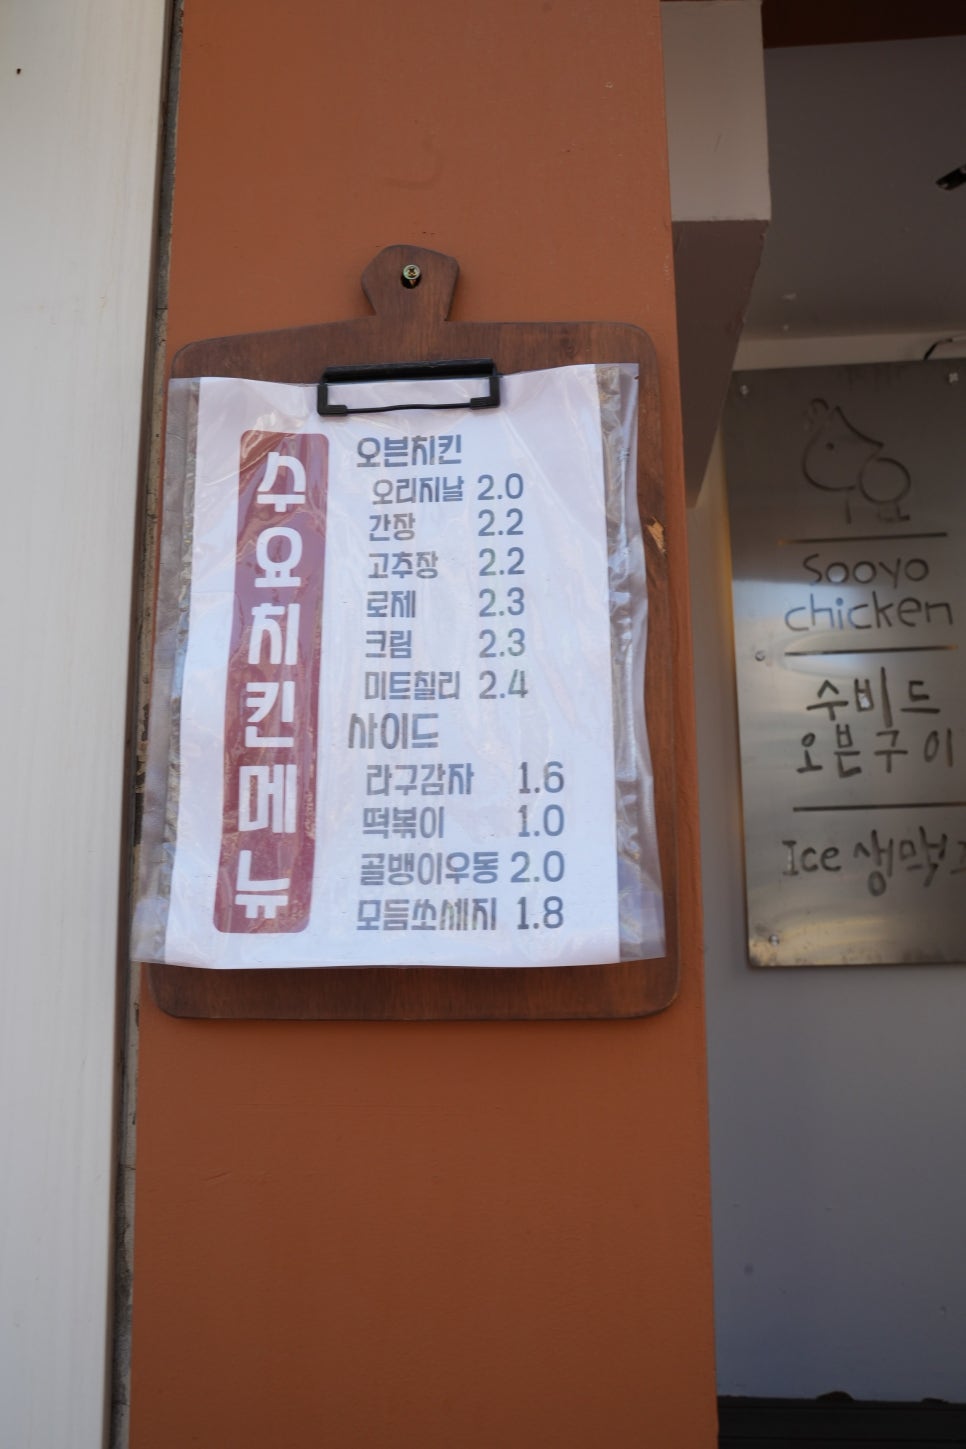 수요치킨메뉴
오븐치킨
오리지날 2.0
간장 2.2
고추장 2.2
로제 2.3
크림 2.3
미트칠리 2.4
사이드
라구감자 1.6
떡볶이 1.0
골뱅이우동 2.0
모듬쏘세지 1.8
Sooyo
chicken
수비드
오븐구이
Ice 생맥